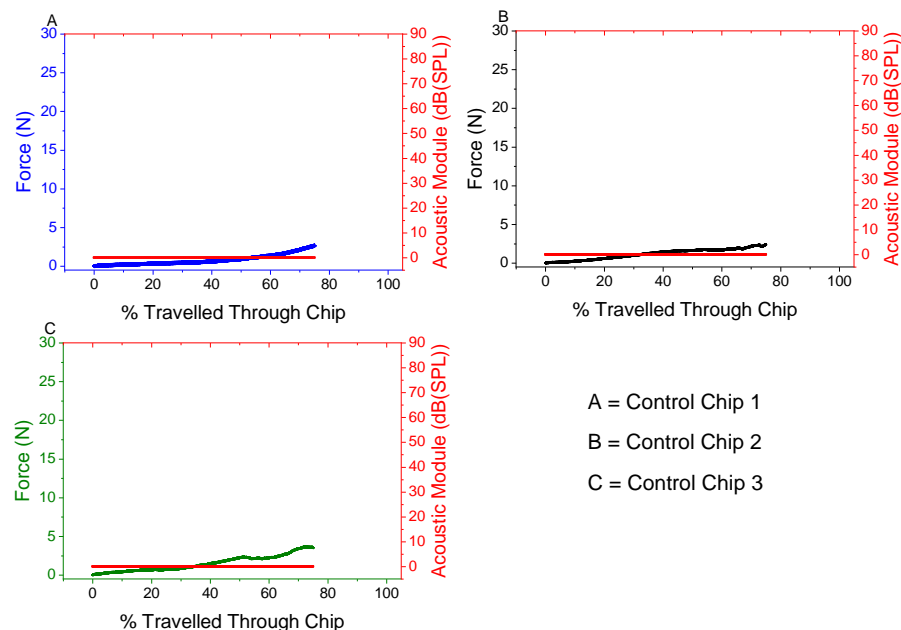 A
30
25
20
15
10
5
0
Force (N)
90
80
70
60
50
40
30
20
10
0
Acoustic Module (dB(SPL))
0 20 40 60 80 100
% Travelled Through Chip
B
30
25
20
15
10
5
0
Force (N)
90
80
70
60
50
40
30
20
10
0
Acoustic Module (dB(SPL))
0 20 40 60 80 100
% Travelled Through Chip
C
30
25
20
15
10
5
0
Force (N)
90
80
70
60
50
40
30
20
10
0
Acoustic Module (dB(SPL))
0 20 40 60 80 100
% Travelled Through Chip
A = Control Chip 1
B = Control Chip 2
C = Control Chip 3